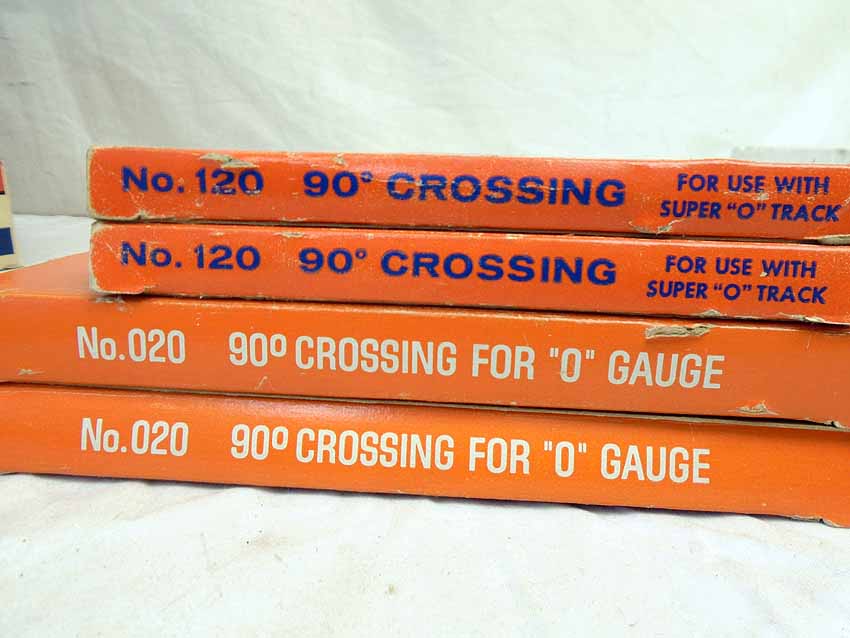 No. 120 90° CROSSING FOR USE WITH
SUPER "O" TRACK
No. 120 90° CROSSING FOR USE WITH
SUPER "O" TRACK
No. 020 90º CROSSING FOR "O" GAUGE
No. 020 90º CROSSING FOR "O" GAUGE